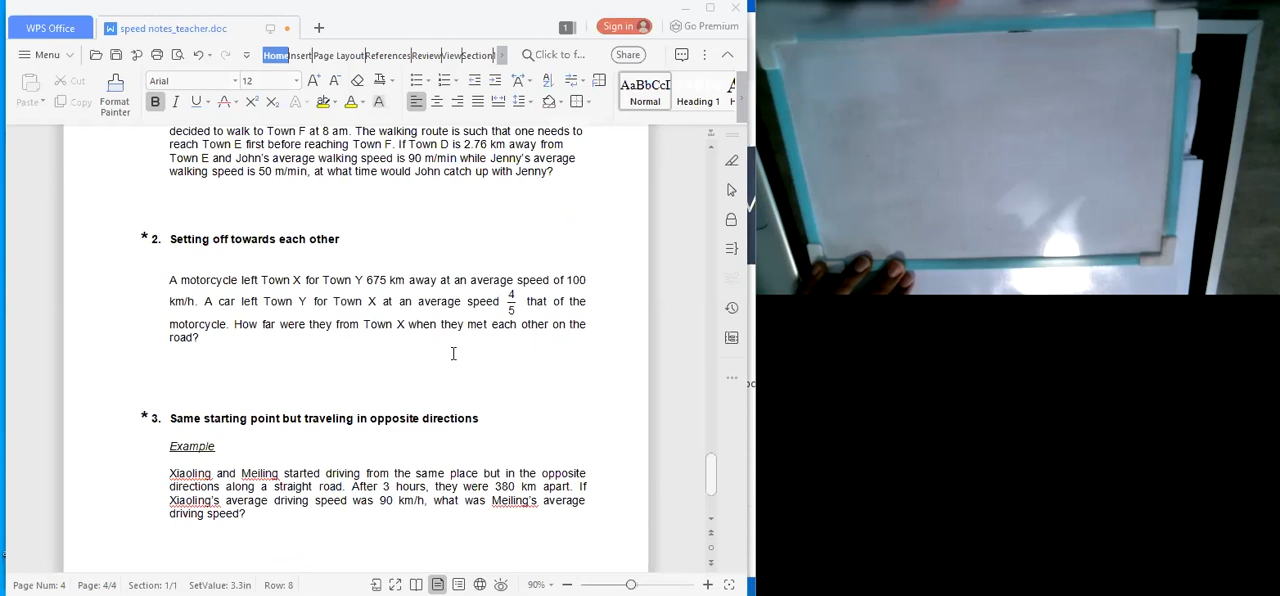 WPS Office
speed notes_teacher.doc
1
Sign in
Go Premium
Menu
Home Insert Page Layout References Review View Section
Click to f...
Share
Paste
Cut
Copy
Format Painter
Arial
12
AaBbCcI
Normal
Heading 1
decided to walk to Town F at 8 am. The walking route is such that one needs to
reach Town E first before reaching Town F. If Town D is 2.76 km away from
Town E and John's average walking speed is 90 m/min while Jenny's average
walking speed is 50 m/min, at what time would John catch up with Jenny?
* 2. Setting off towards each other
A motorcycle left Town X for Town Y 675 km away at an average speed of 100
km/h. A car left Town Y for Town X at an average speed 4/5 that of the
motorcycle. How far were they from Town X when they met each other on the
road?
* 3. Same starting point but traveling in opposite directions
Example
Xiaoling and Meiling started driving from the same place but in the opposite
directions along a straight road. After 3 hours, they were 380 km apart. If
Xiaoling's average driving speed was 90 km/h, what was Meiling's average
driving speed?
Page Num: 4 Page: 4/4 Section: 1/1 SetValue: 3.3in Row: 8
90%